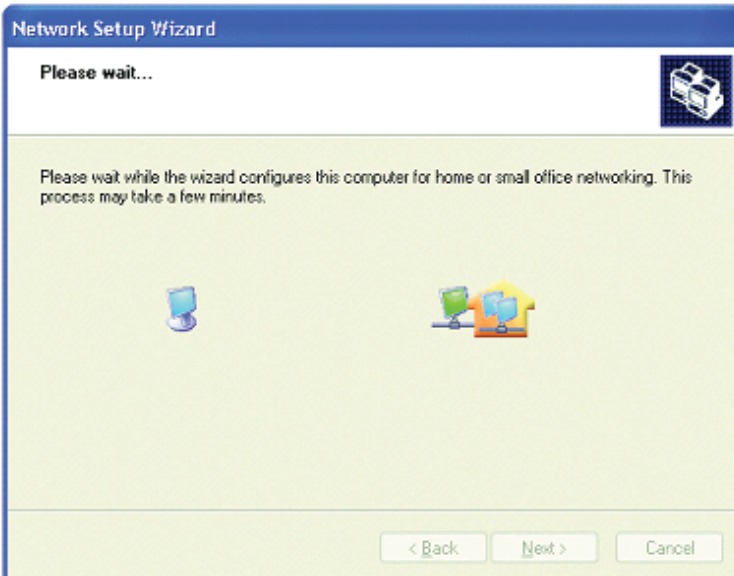 Network Setup Wizard
Please wait...
Please wait while the wizard configures this computer for home or small office networking. This
process may take a few minutes.
< Back Next > Cancel